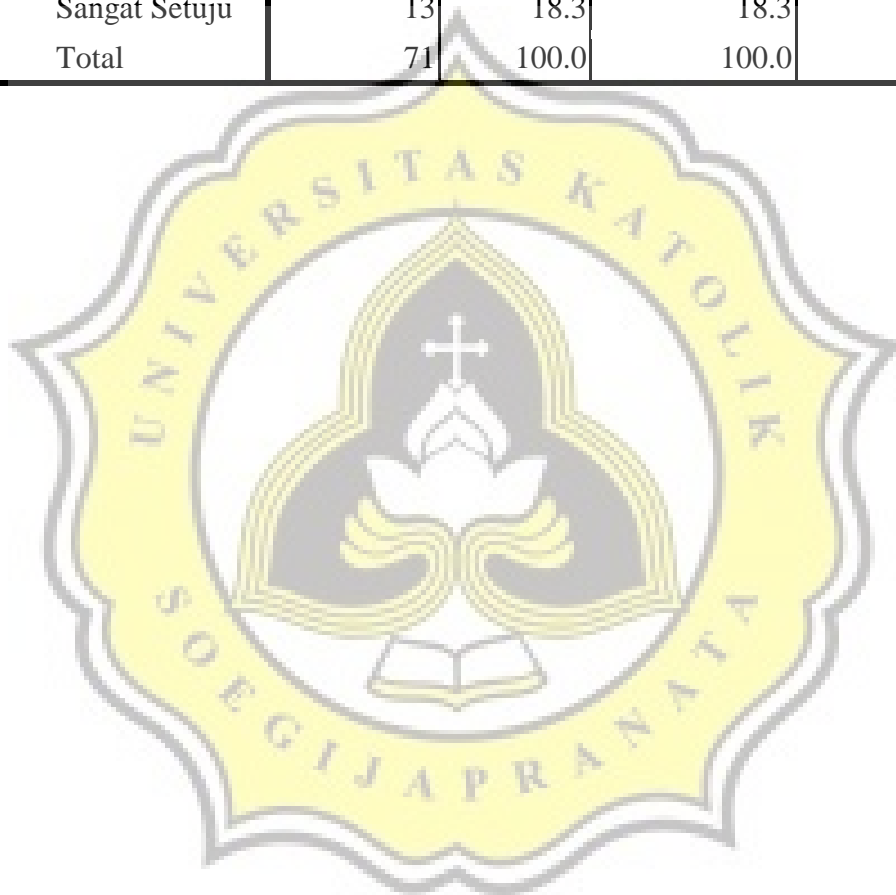 Sangat Setuju 13 18.3 18.3
Total 71 100.0 100.0
UNIVERSITAS KATOLIK
SOEGIJAPRANATA